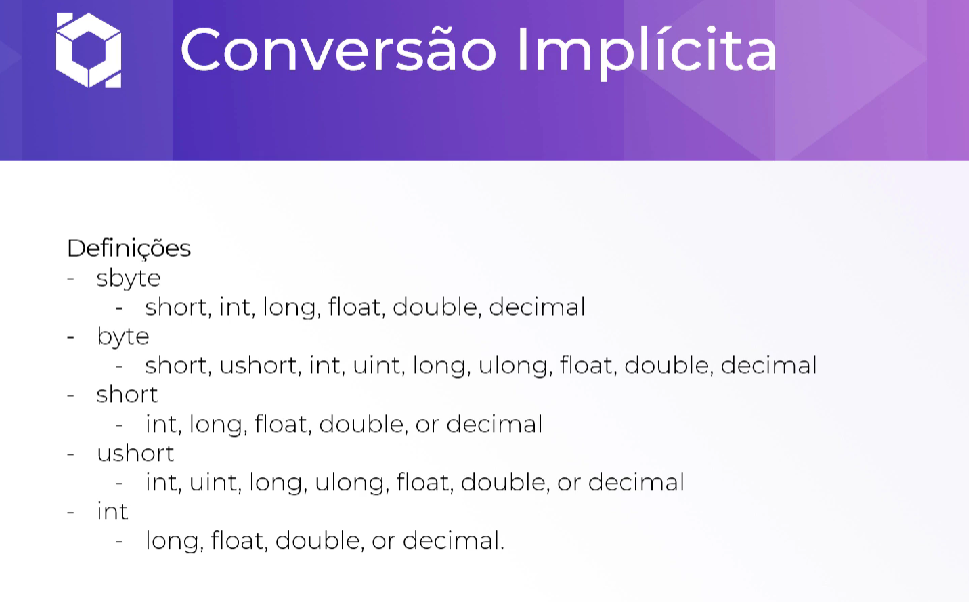 Conversão Implícita
Definições
- sbyte
- short, int, long, float, double, decimal
- byte
- short, ushort, int, uint, long, ulong, float, double, decimal
- short
- int, long, float, double, or decimal
- ushort
- int, uint, long, ulong, float, double, or decimal
- int
- long, float, double, or decimal.